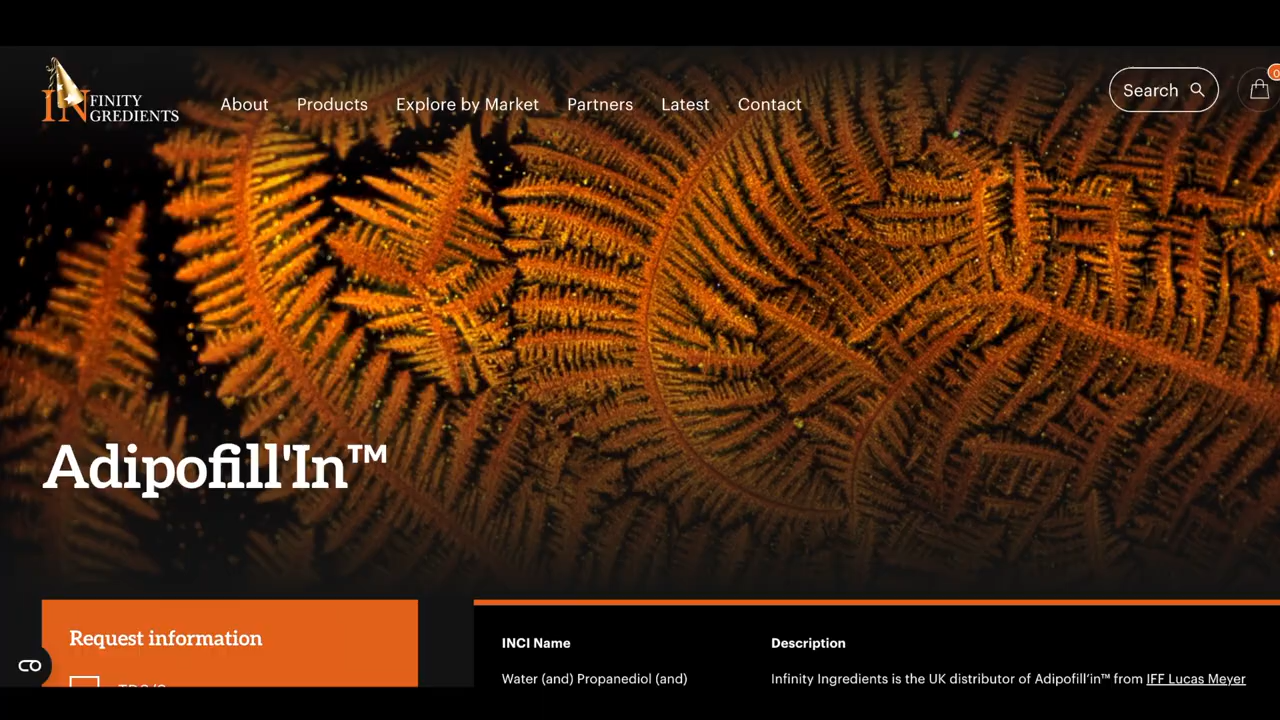 INFINITY
INGREDIENTS
About
Products
Explore by Market
Partners
Latest
Contact
Search
0
Adipofill'In™
Request information
INCI Name
Description
Water (and) Propanediol (and)
Infinity Ingredients is the UK distributor of Adipofill'in™ from IFF Lucas Meyer